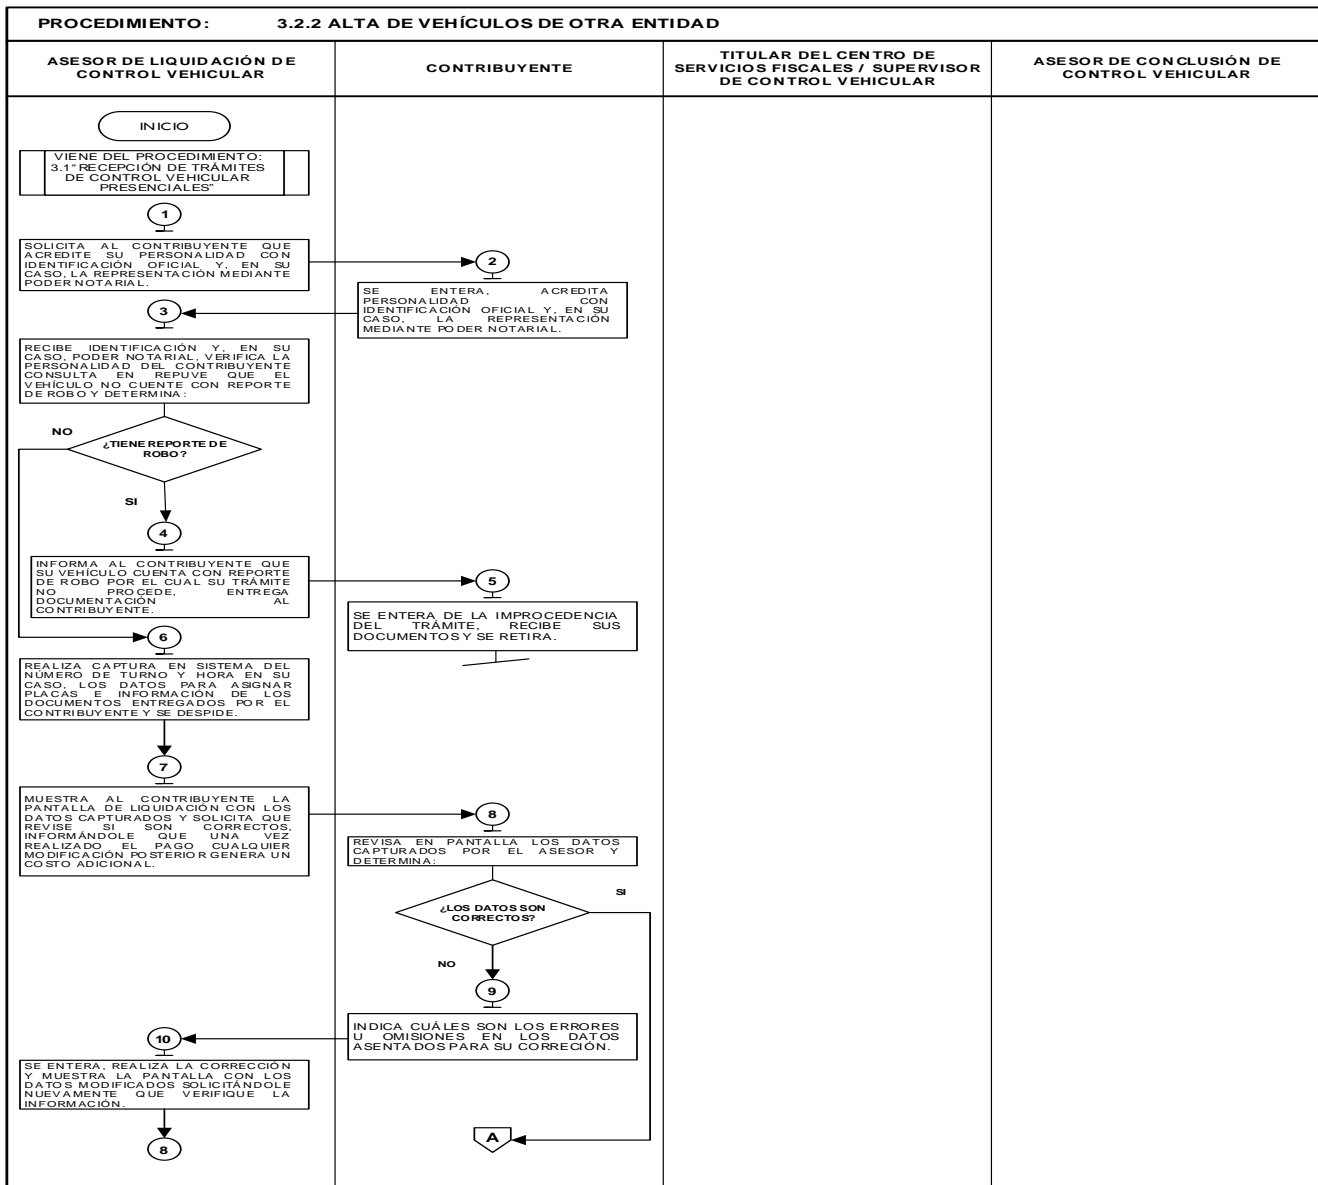 PROCEDIMIENTO: 3.2.2 ALTA DE VEHÍCULOS DE OTRA ENTIDAD
ASESOR DE LIQUIDACIÓN DE
CONTROL VEHICULAR
CONTRIBUYENTE
TITULAR DEL CENTRO DE
SERVICIOS FISCALES / SUPERVISOR
DE CONTROL VEHICULAR
ASESOR DE CONCLUSIÓN DE
CONTROL VEHICULAR
INICIO
VIENE DEL PROCEDIMIENTO:
3.1"RECEPCIÓN DE TRÁMITES
DE CONTROL VEHICULAR
PRESENCIALES"
1
SOLICITA AL CONTRIBUYENTE QUE
ACREDITE SU PERSONALIDAD CON
IDENTIFICACIÓN OFICIAL Y, EN SU
CASO, LA REPRESENTACIÓN MEDIANTE
PODER NOTARIAL.
2
SE ENTERA, ACREDITA
PERSONALIDAD CON
IDENTIFICACIÓN OFICIAL Y, EN SU
CASO, LA REPRESENTACIÓN
MEDIANTE PODER NOTARIAL.
3
RECIBE IDENTIFICACIÓN Y, EN SU
CASO, PODER NOTARIAL, VERIFICA LA
PERSONALIDAD DEL CONTRIBUYENTE
CONSULTA EN REPUVE QUE EL
VEHÍCULO NO CUENTE CON REPORTE
DE ROBO Y DETERMINA:
NO
¿TIENE REPORTE DE
ROBO?
SI
4
INFORMA AL CONTRIBUYENTE QUE
SU VEHÍCULO CUENTA CON REPORTE
DE ROBO POR EL CUAL SU TRÁMITE
NO PROCEDE, ENTREGA
DOCUMENTACIÓN AL
CONTRIBUYENTE.
5
SE ENTERA DE LA IMPROCEDENCIA
DEL TRÁMITE, RECIBE SUS
DOCUMENTOS Y SE RETIRA.
6
REALIZA CAPTURA EN SISTEMA DEL
NÚMERO DE TURNO Y HORA EN SU
CASO, LOS DATOS PARA ASIGNAR
PLACAS E INFORMACIÓN DE LOS
DOCUMENTOS ENTREGADOS POR EL
CONTRIBUYENTE Y SE DESPIDE.
7
MUESTRA AL CONTRIBUYENTE LA
PANTALLA DE LIQUIDACIÓN CON LOS
DATOS CAPTURADOS Y SOLICITA QUE
REVISE SI SON CORRECTOS,
INFORMÁNDOLE QUE UNA VEZ
REALIZADO EL PAGO CUALQUIER
MODIFICACIÓN POSTERIOR GENERA UN
COSTO ADICIONAL.
8
REVISA EN PANTALLA LOS DATOS
CAPTURADOS POR EL ASESOR Y
DETERMINA:
SI
¿LOS DATOS SON
CORRECTOS?
NO
9
INDICA CUÁLES SON LOS ERRORES
U OMISIONES EN LOS DATOS
ASENTADOS PARA SU CORRECIÓN.
10
SE ENTERA, REALIZA LA CORRECCIÓN
Y MUESTRA LA PANTALLA CON LOS
DATOS MODIFICADOS SOLICITÁNDOLE
NUEVAMENTE QUE VERIFIQUE LA
INFORMACIÓN.
8
A